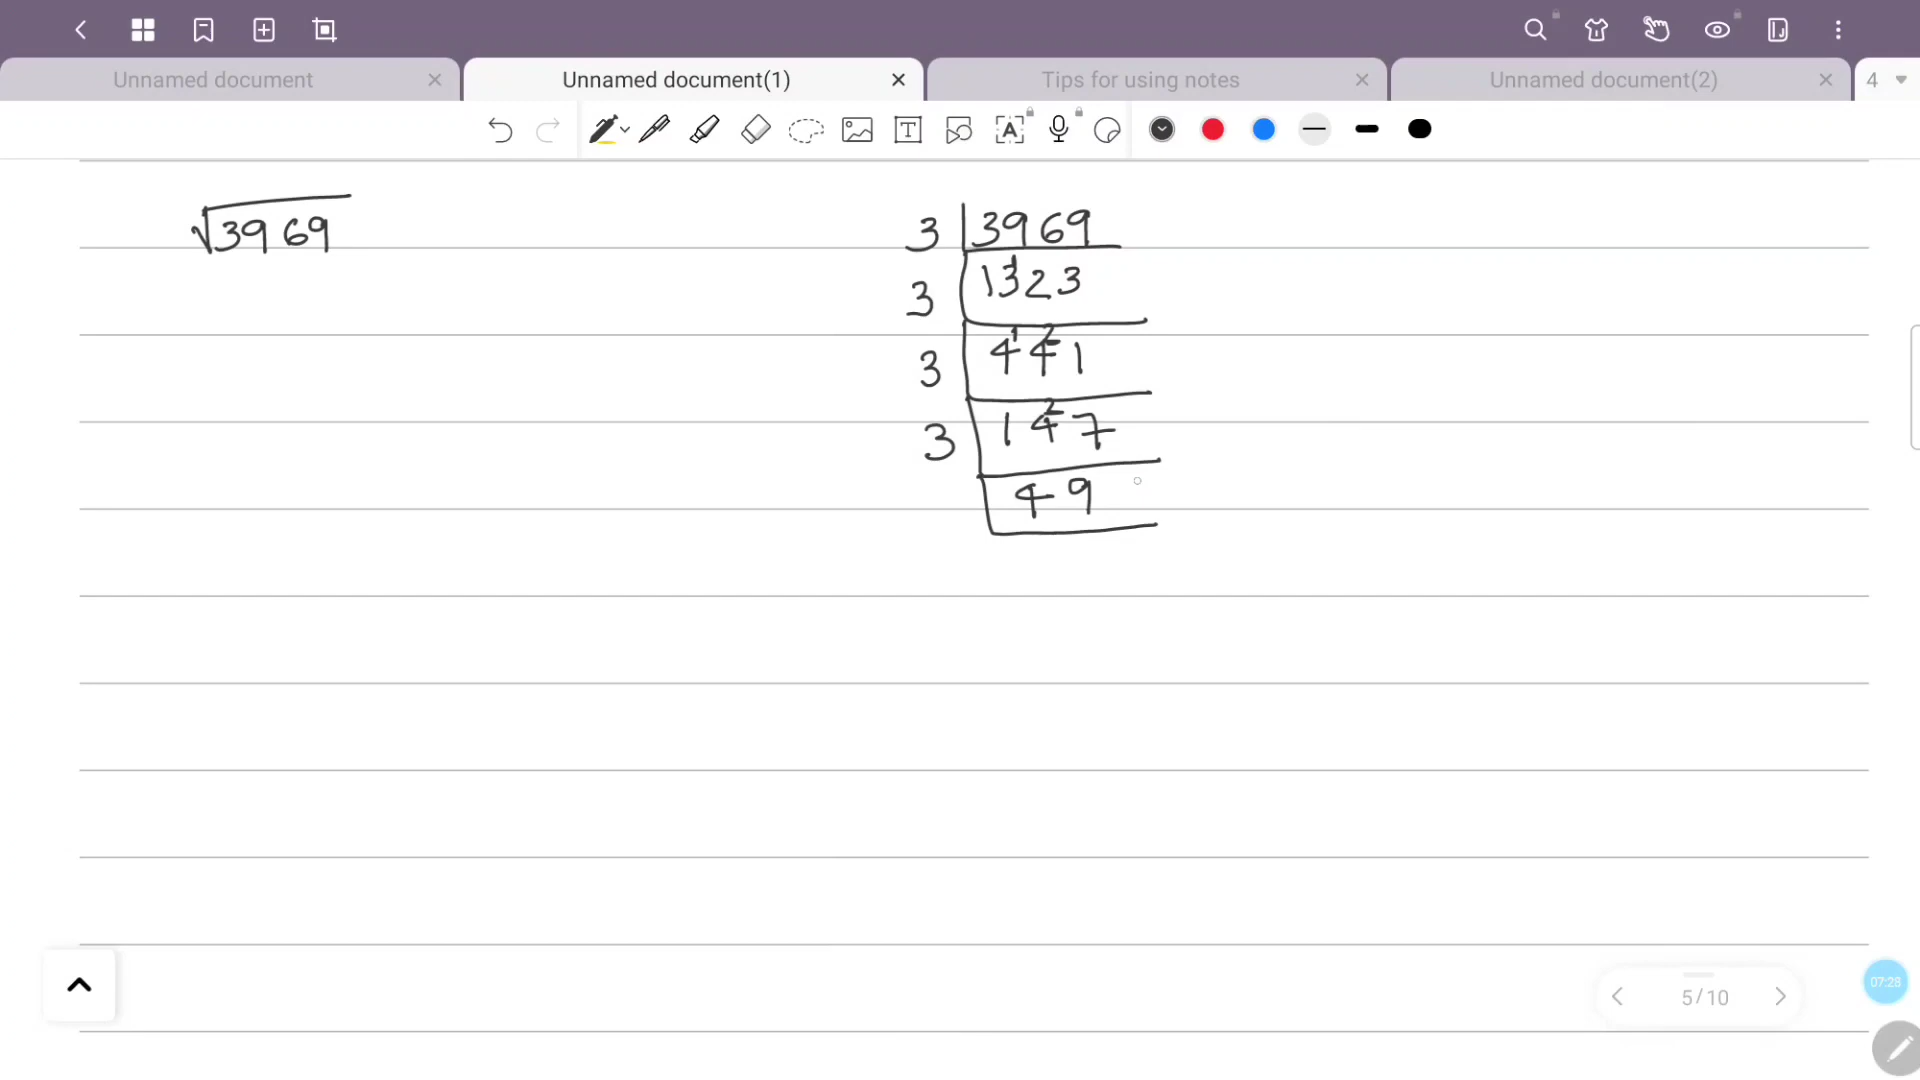 Unnamed document
Unnamed document(1)
Tips for using notes
Unnamed document(2)
4
√3969
3 3969
3 1323
3 441
3 147
49
5/10
07:28